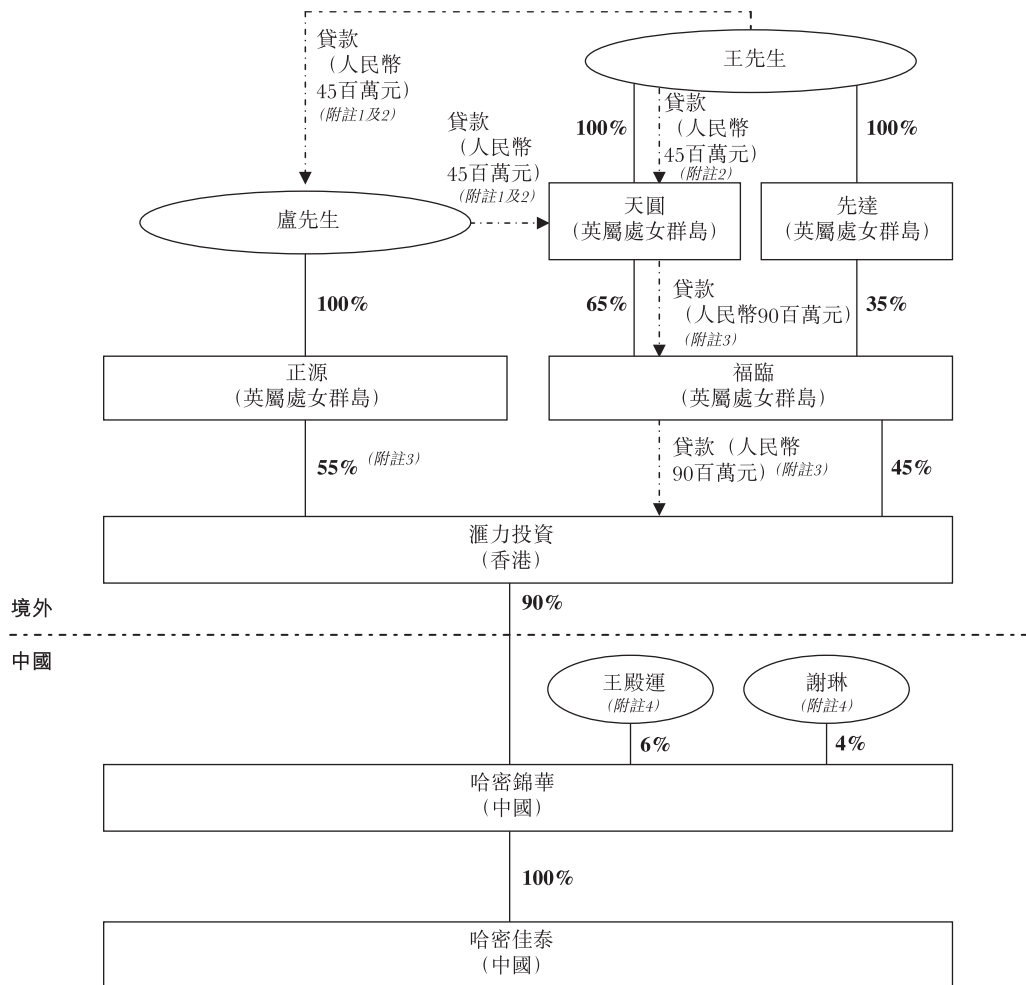 貸款
（人民幣
45百萬元）
(附註1及2)
王先生
貸款
（人民幣
45百萬元）
(附註1及2)
100%
貸款
（人民幣
45百萬元）
(附註2)
100%
盧先生
天圓
（英屬處女群島）
先達
（英屬處女群島）
100%
65%
貸款
（人民幣90百萬元）
(附註3)
35%
正源
（英屬處女群島）
福臨
（英屬處女群島）
55% (附註3)
貸款（人民幣
90百萬元）(附註3)
45%
滙力投資
（香港）
境外
90%
中國
王殿運
(附註4)
謝琳
(附註4)
6%
4%
哈密錦華
（中國）
100%
哈密佳泰
（中國）